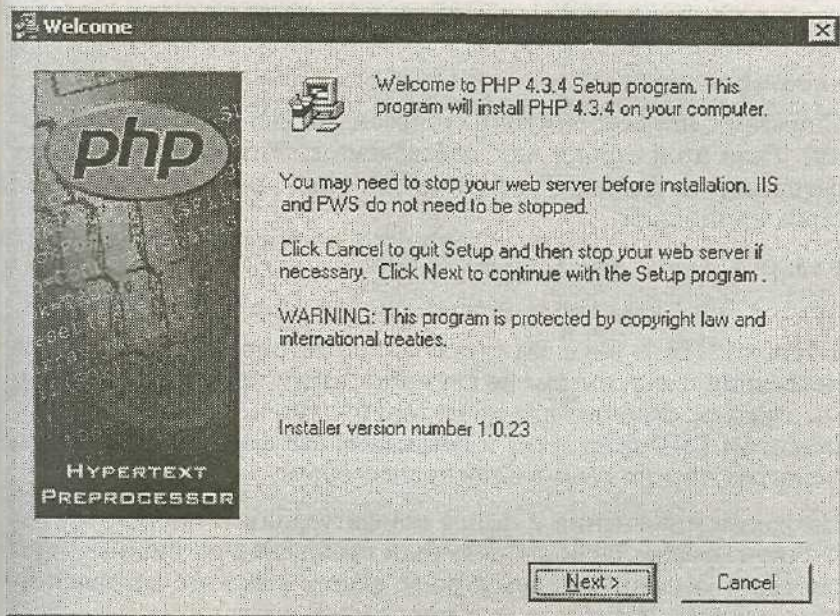 Welcome
php
HYPERTEXT
PREPROCESSOR
Welcome to PHP 4.3.4 Setup program. This
program will install PHP 4.3.4 on your computer.
You may need to stop your web server before installation. IIS
and PWS do not need to be stopped.
Click Cancel to quit Setup and then stop your web server if
necessary. Click Next to continue with the Setup program.
WARNING: This program is protected by copyright law and
international treaties.
Installer version number 1.0.23
Next >
Cancel